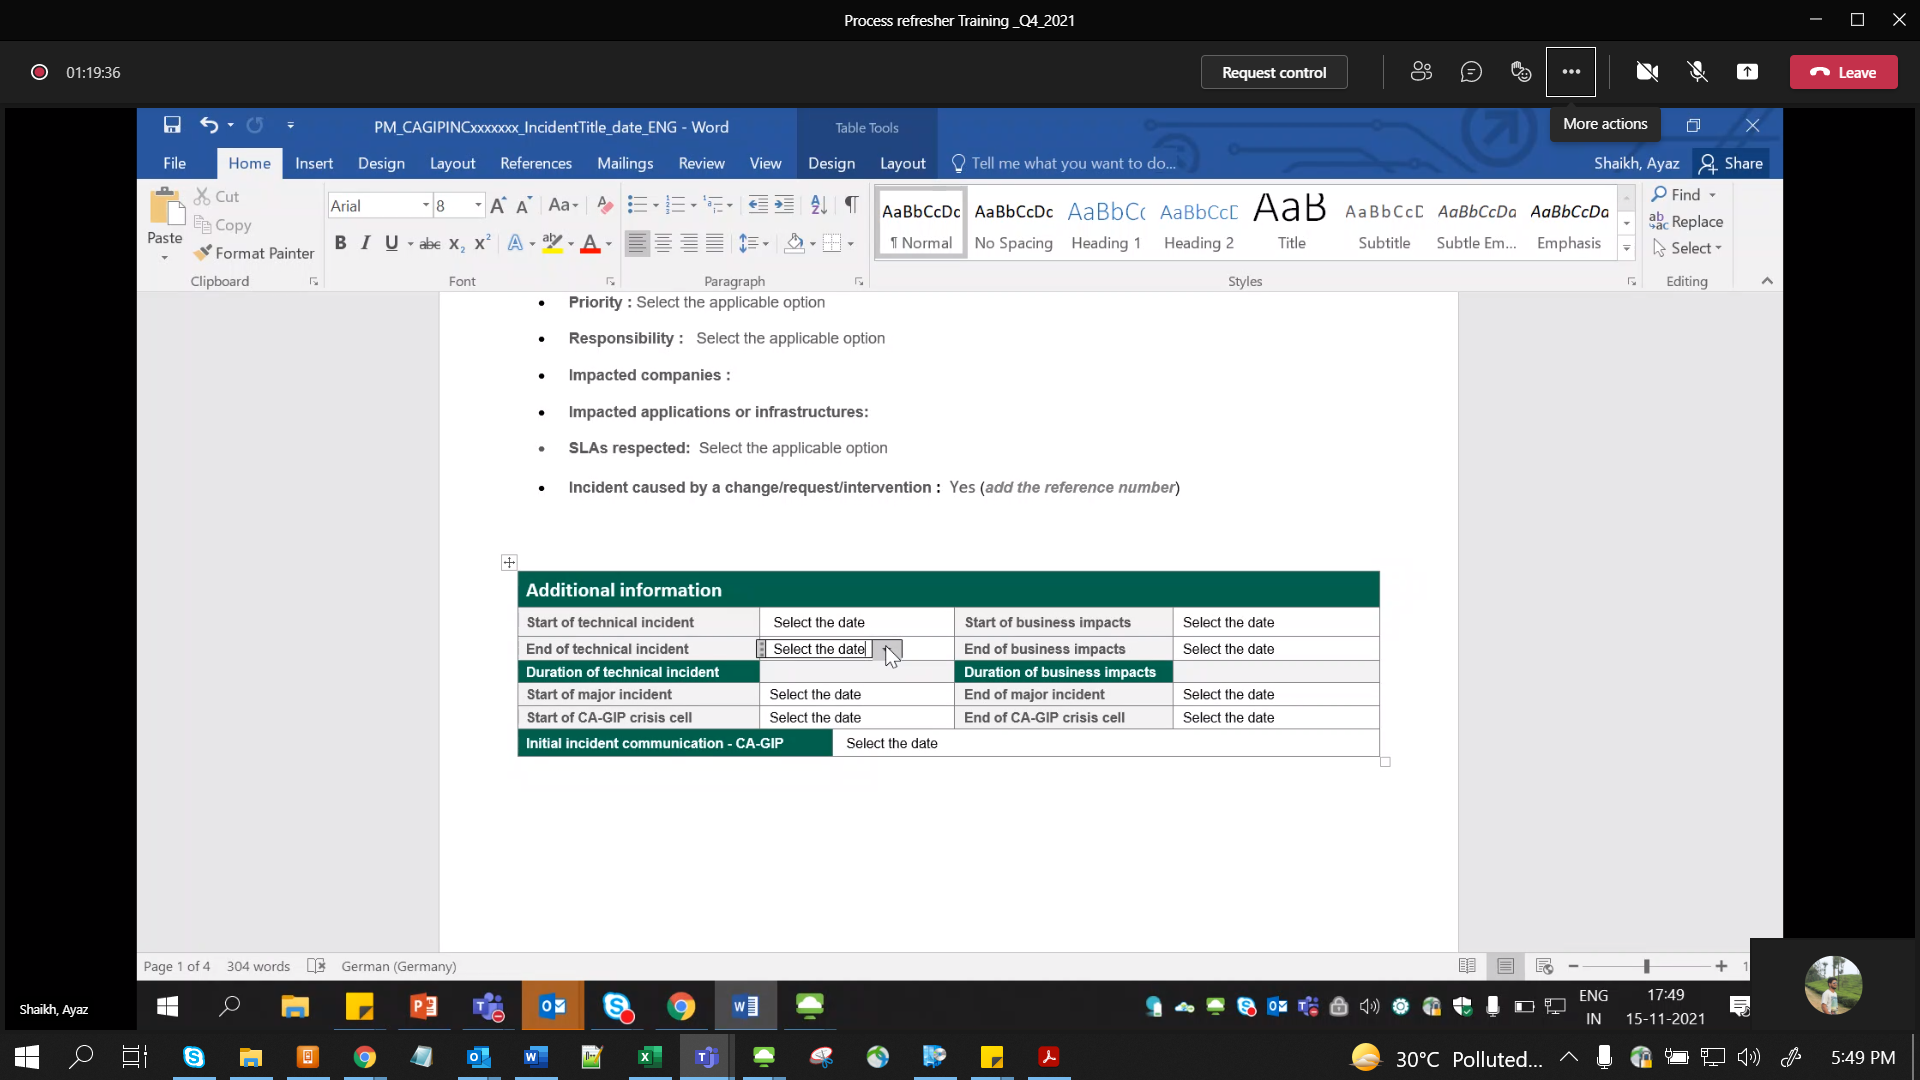 Process refresher Training _Q4_2021
01:19:36
Request control
Leave
More actions
PM_CAGIPINCxxxxxxx_IncidentTitle_date_ENG - Word
Table Tools
File
Home
Insert
Design
Layout
References
Mailings
Review
View
Design
Layout
Tell me what you want to do...
Shaikh, Ayaz
Share
Paste
Cut
Copy
Format Painter
Clipboard
Arial
8
Font
Paragraph
AaBbCcDc
¶ Normal
AaBbCcDc
No Spacing
AaBbCc
Heading 1
AaBbCcD
Heading 2
AaB
Title
AaBbCcD
Subtitle
AaBbCcDa
Subtle Em...
AaBbCcDa
Emphasis
Styles
Find
Replace
Select
Editing
• Priority : Select the applicable option
• Responsibility : Select the applicable option
• Impacted companies :
• Impacted applications or infrastructures:
• SLAs respected: Select the applicable option
• Incident caused by a change/request/intervention : Yes (add the reference number)
Additional information
Start of technical incident Select the date Start of business impacts Select the date
End of technical incident Select the date End of business impacts Select the date
Duration of technical incident Duration of business impacts
Start of major incident Select the date End of major incident Select the date
Start of CA-GIP crisis cell Select the date End of CA-GIP crisis cell Select the date
Initial incident communication - CA-GIP Select the date
Page 1 of 4 304 words German (Germany)
Shaikh, Ayaz
ENG
IN
17:49
15-11-2021
30°C Polluted...
5:49 PM